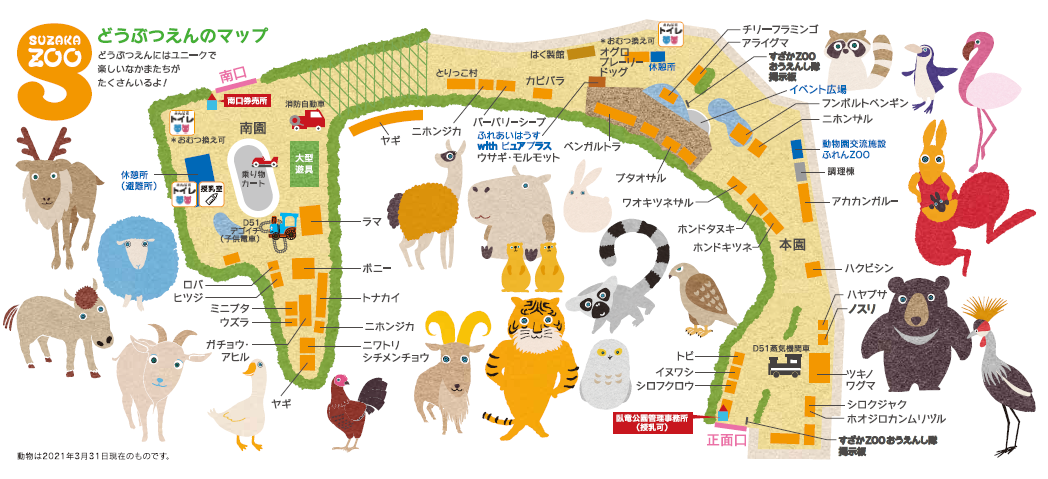 SUZAKA
ZOO
どうぶつえんのマップ
どうぶつえんにはユニークで
楽しいなかまたちが
たくさんいるよ!
南口
南口券売所
トイレ
＊おむつ換え可
南園
消防自動車
大型
遊具
乗り物
カート
休憩所
(避難所)
トイレ
授乳室
D51
デゴイチ
(子供電車)
ラマ
ポニー
トナカイ
ニホンジカ
ニワトリ
シチメンチョウ
ロバ
ヒツジ
ミニブタ
ウズラ
ガチョウ・
アヒル
ヤギ
ヤギ
とりっこ村
ニホンジカ
バーバリーシープ
カピバラ
はく製館
＊おむつ換え可
トイレ
オグロ
プレーリー
ドッグ
休憩所
ふれあいはうす
with ピュアプラス
ウサギ・モルモット
ベンガルトラ
チリーフラミンゴ
アライグマ
すざかZOO
おうえんし隊
掲示板
イベント広場
フンボルトペンギン
ニホンザル
動物園交流施設
ふれんZOO
調理棟
アカカンガルー
ブタオザル
ワオキツネザル
ホンドタヌキ
ホンドキツネ
本園
ハクビシン
ハヤブサ
ノスリ
D51蒸気機関車
ツキノ
ワグマ
トビ
イヌワシ
シロフクロウ
シロクジャク
ホオジロカンムリヅル
臥竜公園管理事務所
(授乳可)
正面口
すざかZOOおうえんし隊
掲示板
動物は2021年3月31日現在のものです。